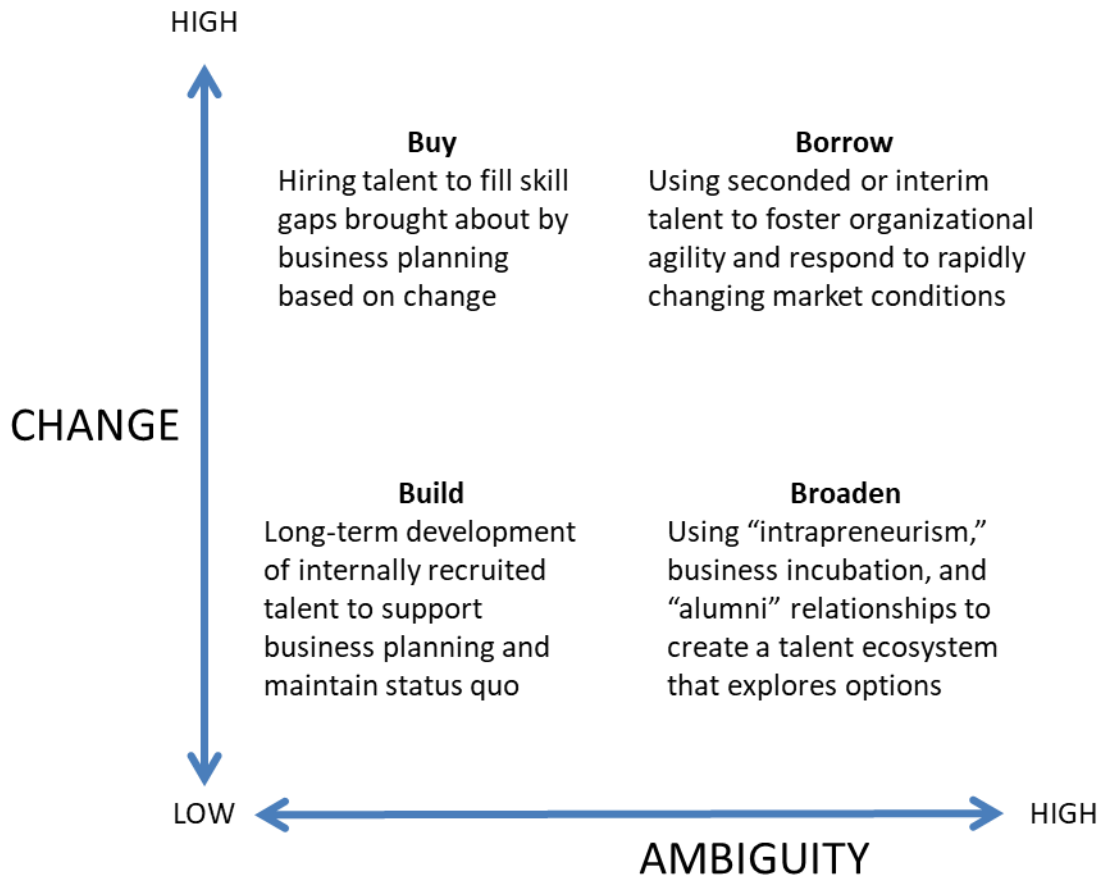 HIGH
Buy
Hiring talent to fill skill
gaps brought about by
business planning
based on change
Borrow
Using seconded or interim
talent to foster organizational
agility and respond to rapidly
changing market conditions
CHANGE
Build
Long-term development
of internally recruited
talent to support
business planning and
maintain status quo
Broaden
Using “intrapreneurism,”
business incubation, and
“alumni” relationships to
create a talent ecosystem
that explores options
LOW
HIGH
AMBIGUITY